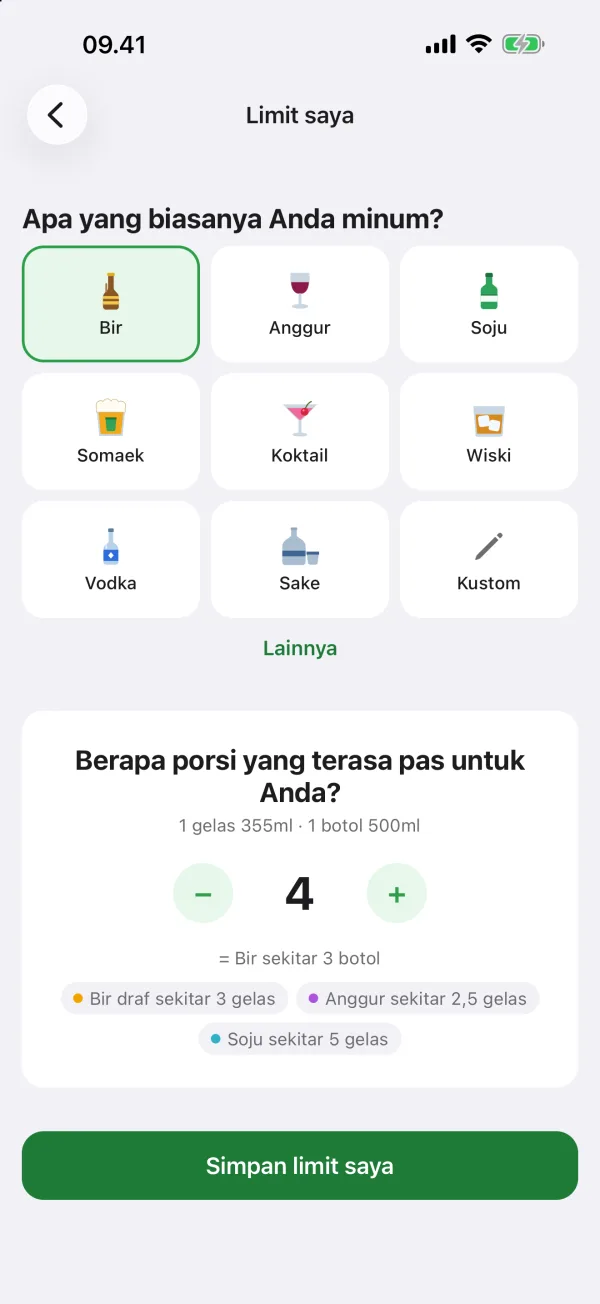 09.41
Limit saya
Apa yang biasanya Anda minum?
Bir
Anggur
Soju
Somaek
Koktail
Wiski
Vodka
Sake
Kustom
Lainnya
Berapa porsi yang terasa pas untuk
Anda?
1 gelas 355ml · 1 botol 500ml
− 4 +
= Bir sekitar 3 botol
Bir draf sekitar 3 gelas
Anggur sekitar 2,5 gelas
Soju sekitar 5 gelas
Simpan limit saya